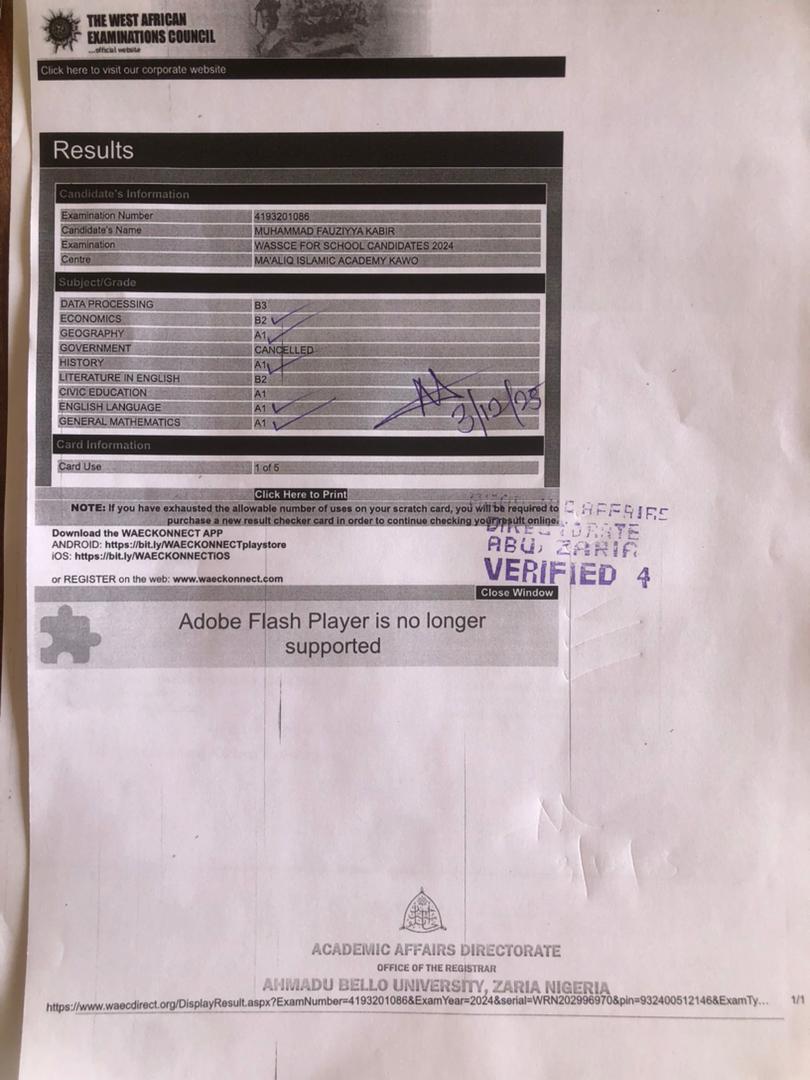 THE WEST AFRICAN
EXAMINATIONS COUNCIL
...official website
Click here to visit our corporate website
Results
Candidate's Information
Examination Number 4193201086
Candidate's Name MUHAMMAD FAUZIYYA KABIR
Examination WASSCE FOR SCHOOL CANDIDATES 2024
Centre MA'ALIQ ISLAMIC ACADEMY KAWO
Subject/Grade
DATA PROCESSING B3
ECONOMICS B2
GEOGRAPHY A1
GOVERNMENT CANCELLED
HISTORY A1
LITERATURE IN ENGLISH B2
CIVIC EDUCATION A1
ENGLISH LANGUAGE A1
GENERAL MATHEMATICS A1
3/12/25
Card Information
Card Use 1 of 5
Click Here to Print
NOTE: If you have exhausted the allowable number of uses on your scratch card, you will be required to
purchase a new result checker card in order to continue checking your result online.
AFFAIRS
DIRECTORATE
ABU, ZARIA
VERIFIED 4
Download the WAECKONNECT APP
ANDROID: https://bit.ly/WAECKONNECTplaystore
iOS: https://bit.ly/WAECKONNECTIOS
or REGISTER on the web: www.waeckonnect.com
Close Window
Adobe Flash Player is no longer
supported
ACADEMIC AFFAIRS DIRECTORATE
OFFICE OF THE REGISTRAR
AHMADU BELLO UNIVERSITY, ZARIA NIGERIA
https://www.waecdirect.org/DisplayResult.aspx?ExamNumber=4193201086&ExamYear=2024&serial=WRN202996970&pin=932400512146&ExamTy... 1/1